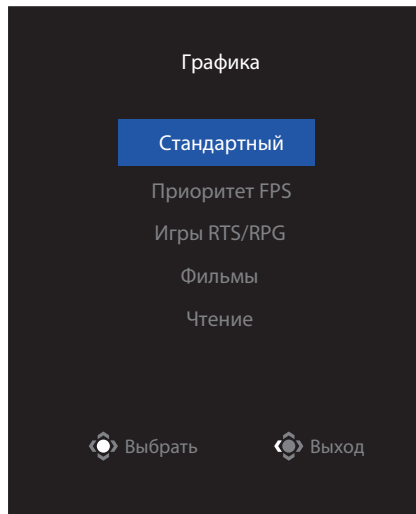 Графика
Стандартный
Приоритет FPS
Игры RTS/RPG
Фильмы
Чтение
Выбрать Выход